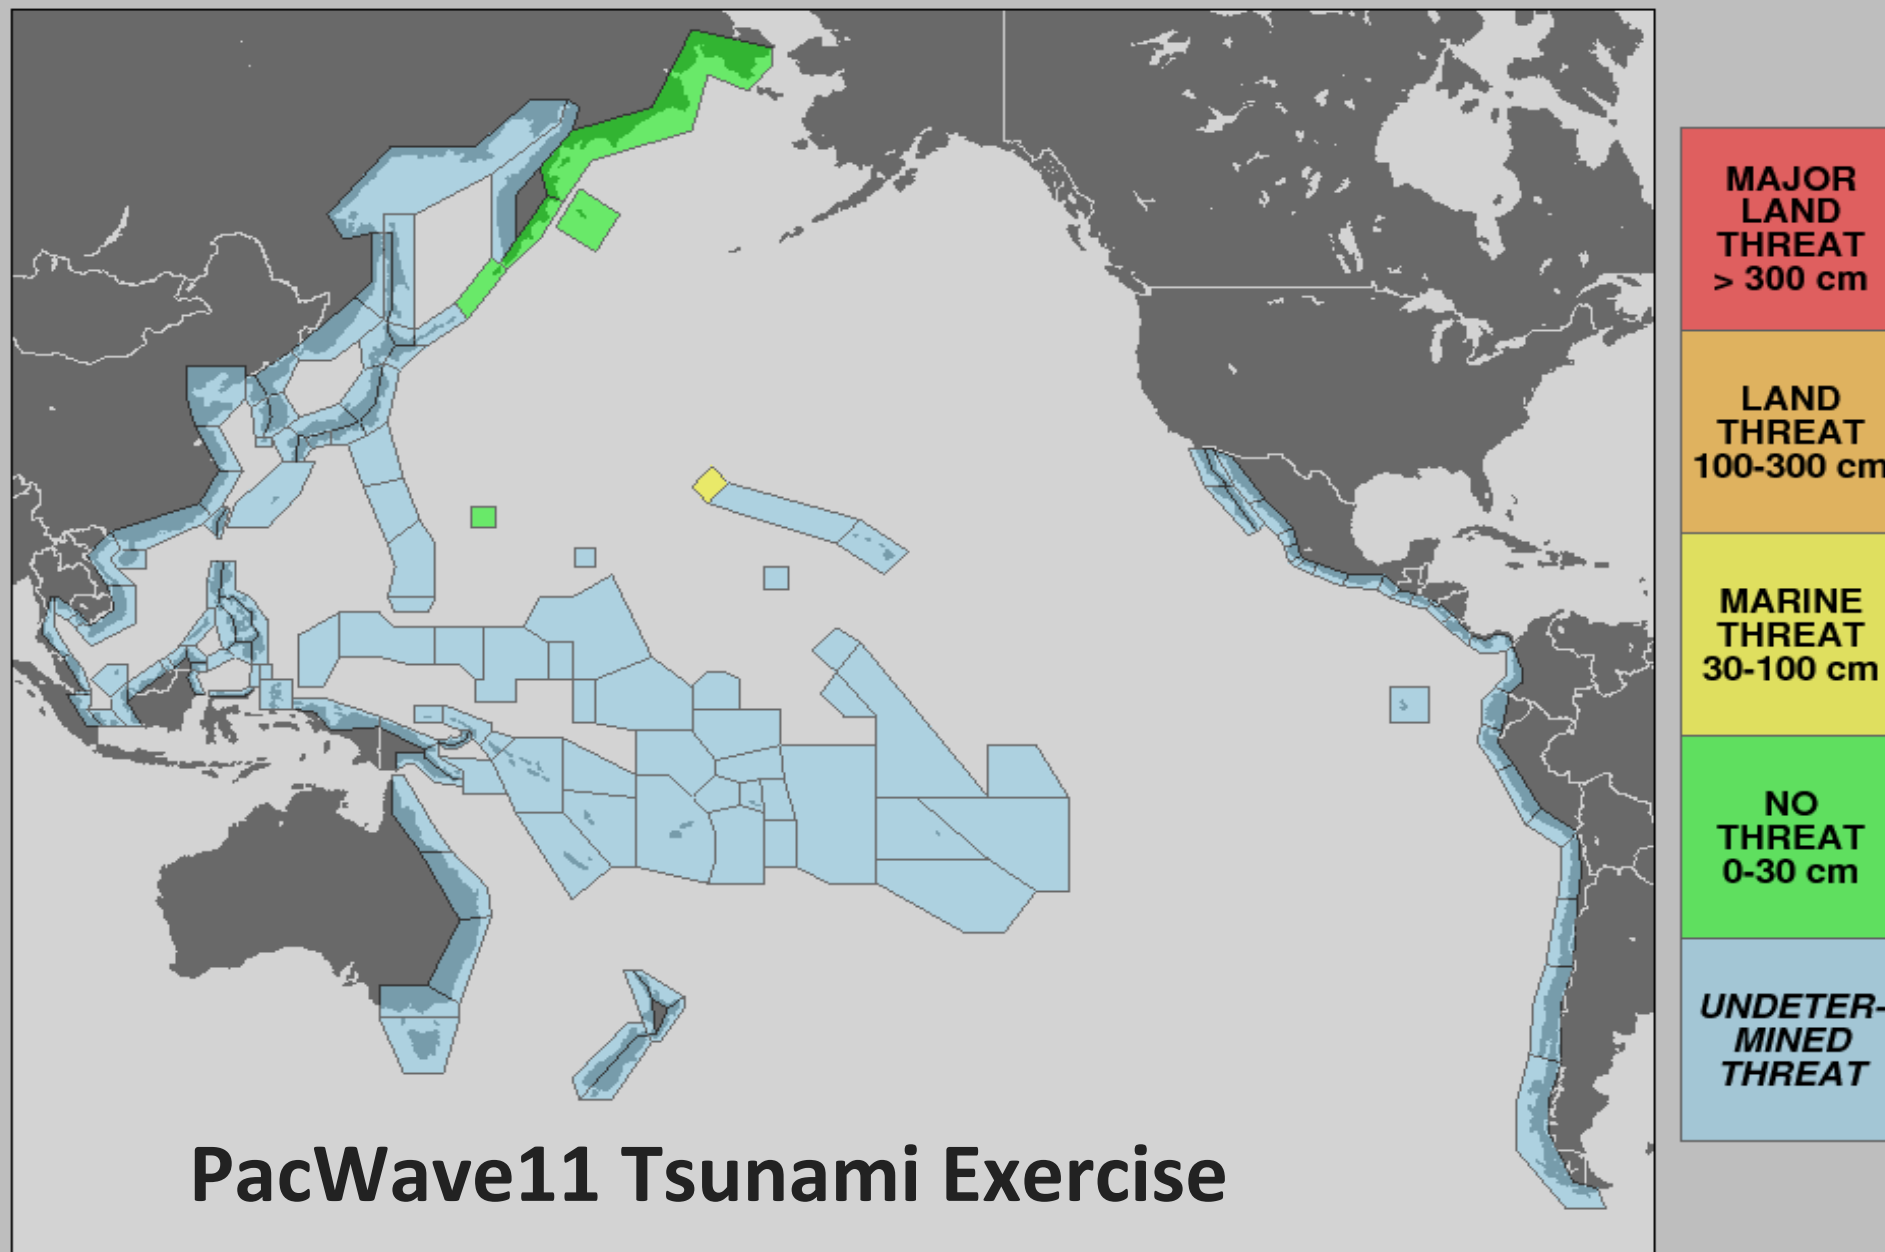 MAJOR
LAND
THREAT
> 300 cm
LAND
THREAT
100-300 cm
MARINE
THREAT
30-100 cm
NO
THREAT
0-30 cm
UNDETER-
MINED
THREAT
PacWave11 Tsunami Exercise